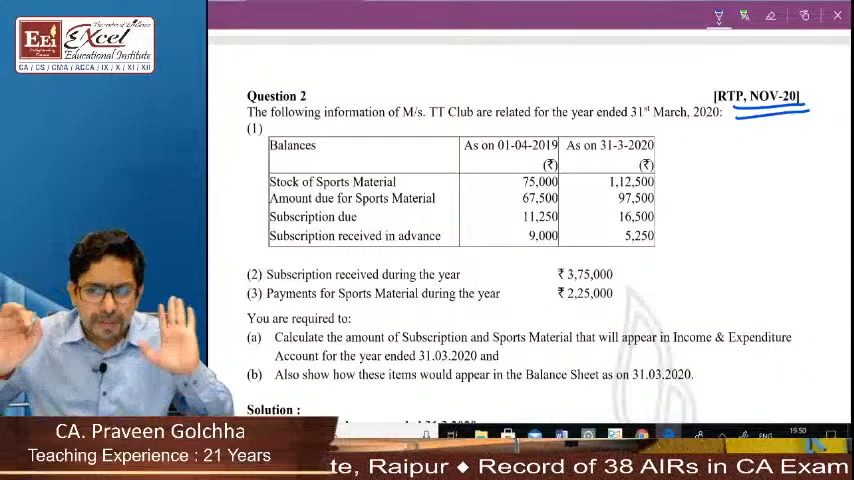 The centre of Excellence
EEi
EXcel
Educational Institute
CA / CS / CMA / ACCA / IX / X / XI / XII
Question 2 [RTP, NOV-20]
The following information of M/s. TT Club are related for the year ended 31st March, 2020:
(1)
Balances As on 01-04-2019 As on 31-3-2020
(₹) (₹)
Stock of Sports Material 75,000 1,12,500
Amount due for Sports Material 67,500 97,500
Subscription due 11,250 16,500
Subscription received in advance 9,000 5,250
(2) Subscription received during the year ₹ 3,75,000
(3) Payments for Sports Material during the year ₹ 2,25,000
You are required to:
(a) Calculate the amount of Subscription and Sports Material that will appear in Income & Expenditure
Account for the year ended 31.03.2020 and
(b) Also show how these items would appear in the Balance Sheet as on 31.03.2020.
Solution :
19:50
ENG
CA. Praveen Golchha
Teaching Experience : 21 Years
te, Raipur ♦ Record of 38 AIRs in CA Exam